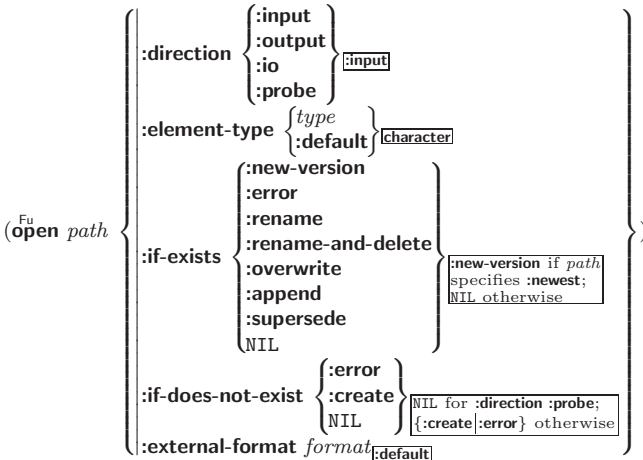 :input
:output
:direction
:io
:probe
:input
:element-type
type
:default
character
:new-version
:error
:rename
:rename-and-delete
(open path
Fu
:if-exists
:overwrite
:append
:supersede
NIL
:new-version if path
specifies :newest;
NIL otherwise
)
:error
:if-does-not-exist
:create
NIL
NIL for :direction :probe;
{:create|:error} otherwise
:external-format format :default